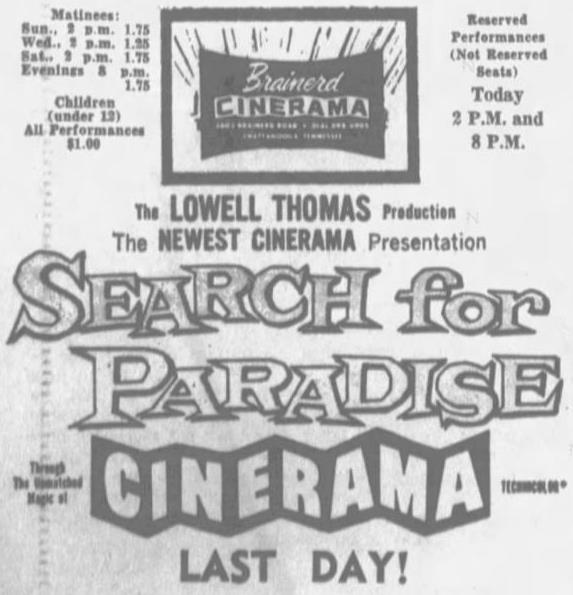 Matinees:
Sun., 2 p.m. 1.75
Wed., 2 p.m. 1.25
Sat., 2 p.m. 1.75
Evenings 8 p.m.
1.75
Children
(under 12)
All Performances
$1.00
Brainerd
CINERAMA
BRAINERD ROAD • DIAL
CHATTANOOGA, TENNESSEE
Reserved
Performances
(Not Reserved
Seats)
Today
2 P.M. and
8 P.M.
The LOWELL THOMAS Production
The NEWEST CINERAMA Presentation
SEARCH for
PARADISE
Through
The Unmatched
Magic of
CINERAMA
TECHNICOLOR®
LAST DAY!